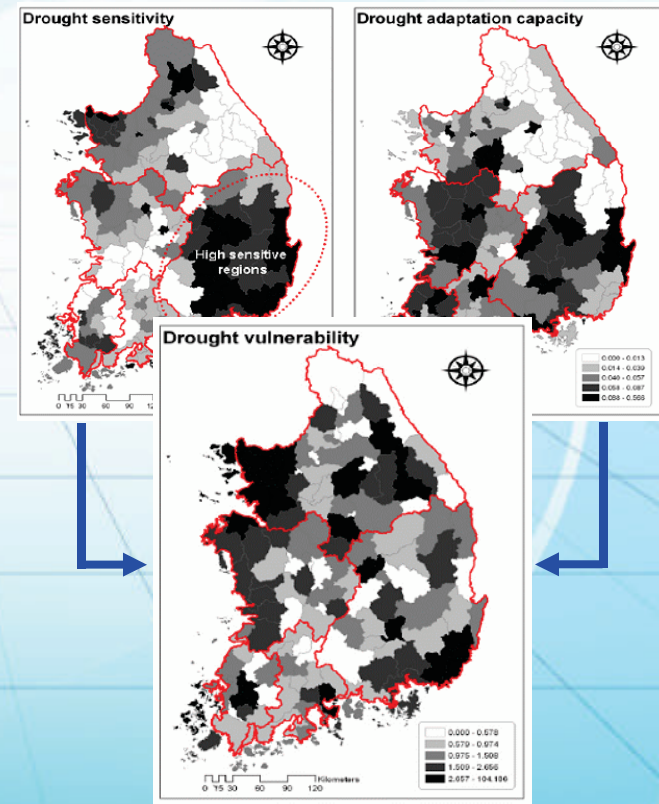 Drought sensitivity
High sensitive
regions
0 15 30 60 90
Drought adaptation capacity
0.000 - 0.013
0.014 - 0.039
0.040 - 0.057
0.058 - 0.087
0.088 - 0.566
Drought vulnerability
0.000 - 0.578
0.579 - 0.974
0.975 - 1.508
1.509 - 2.656
2.657 - 104.186
Kilometers
0 15 30 60 90 120